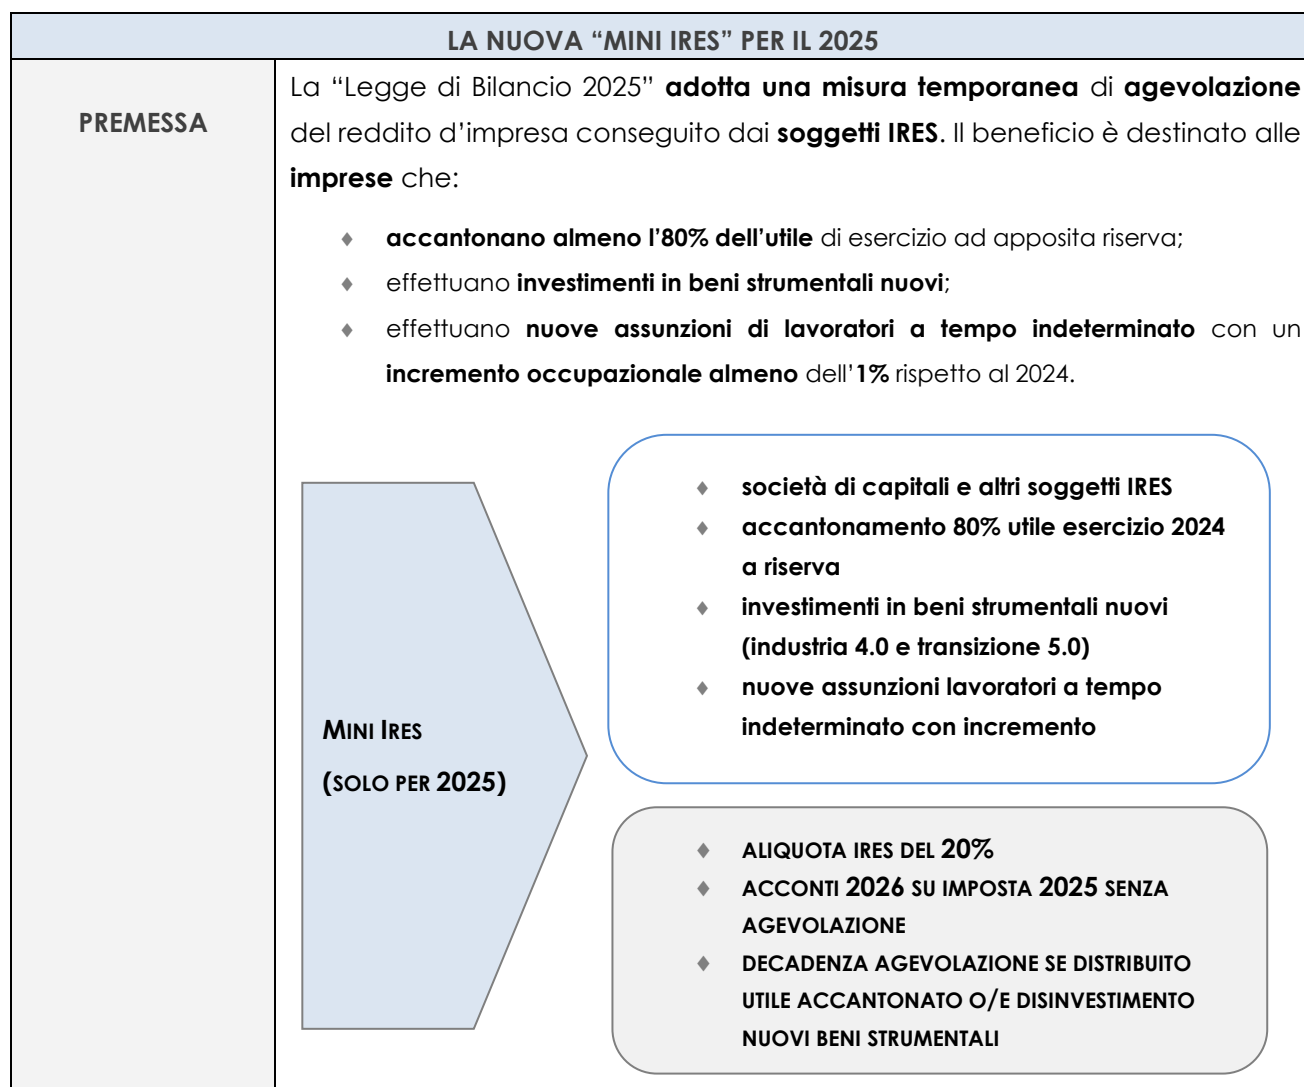 LA NUOVA “MINI IRES” PER IL 2025
PREMESSA
La “Legge di Bilancio 2025” adotta una misura temporanea di agevolazione
del reddito d’impresa conseguito dai soggetti IRES. Il beneficio è destinato alle
imprese che:
♦ accantonano almeno l’80% dell’utile di esercizio ad apposita riserva;
♦ effettuano investimenti in beni strumentali nuovi;
♦ effettuano nuove assunzioni di lavoratori a tempo indeterminato con un
incremento occupazionale almeno dell’1% rispetto al 2024.
MINI IRES
(SOLO PER 2025)
♦ società di capitali e altri soggetti IRES
♦ accantonamento 80% utile esercizio 2024
a riserva
♦ investimenti in beni strumentali nuovi
(industria 4.0 e transizione 5.0)
♦ nuove assunzioni lavoratori a tempo
indeterminato con incremento
♦ ALIQUOTA IRES DEL 20%
♦ ACCONTI 2026 SU IMPOSTA 2025 SENZA
AGEVOLAZIONE
♦ DECADENZA AGEVOLAZIONE SE DISTRIBUITO
UTILE ACCANTONATO O/E DISINVESTIMENTO
NUOVI BENI STRUMENTALI